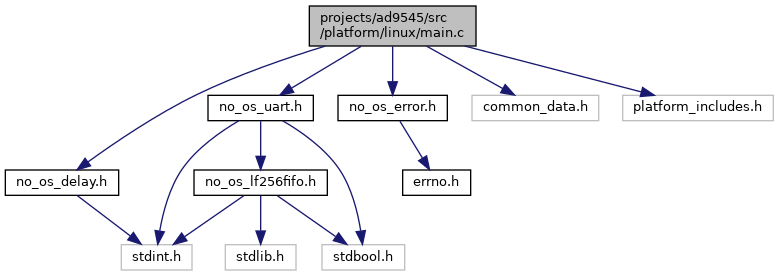 projects/ad9545/src
/platform/linux/main.c
no_os_uart.h
no_os_error.h
common_data.h
platform_includes.h
no_os_delay.h
no_os_lf256fifo.h
errno.h
stdint.h
stdlib.h
stdbool.h